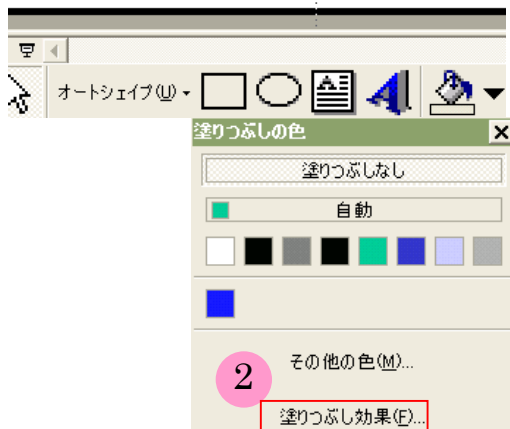 オートシェイプ(U)
塗りつぶしの色
塗りつぶしなし
自動
その他の色(M)...
2
塗りつぶし効果(F)...